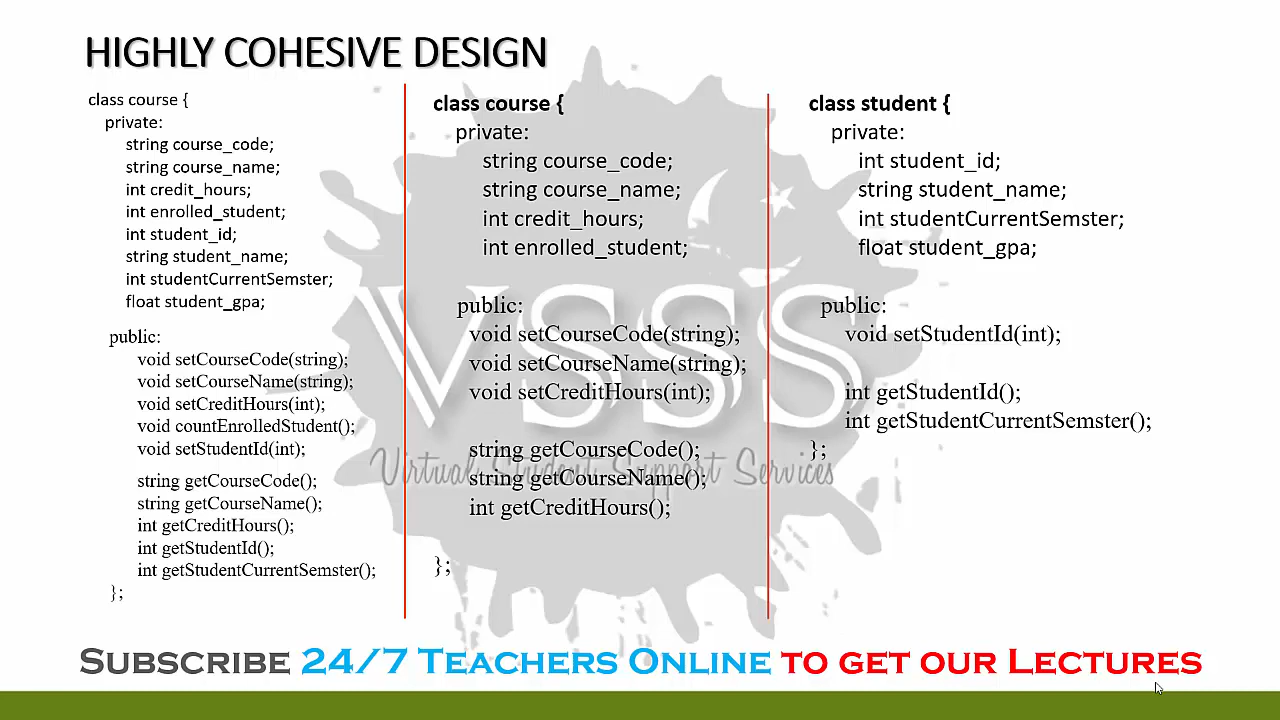 HIGHLY COHESIVE DESIGN
class course {
private:
string course_code;
string course_name;
int credit_hours;
int enrolled_student;
int student_id;
string student_name;
int studentCurrentSemster;
float student_gpa;
public:
void setCourseCode(string);
void setCourseName(string);
void setCreditHours(int);
void countEnrolledStudent();
void setStudentId(int);
string getCourseCode();
string getCourseName();
int getCreditHours();
int getStudentId();
int getStudentCurrentSemster();
};
class course {
private:
string course_code;
string course_name;
int credit_hours;
int enrolled_student;
public:
void setCourseCode(string);
void setCourseName(string);
void setCreditHours(int);
string getCourseCode();
string getCourseName();
int getCreditHours();
};
class student {
private:
int student_id;
string student_name;
int studentCurrentSemster;
float student_gpa;
public:
void setStudentId(int);
int getStudentId();
int getStudentCurrentSemster();
};
VSSS
Virtual Student Support Services
SUBSCRIBE 24/7 TEACHERS ONLINE TO GET OUR LECTURES